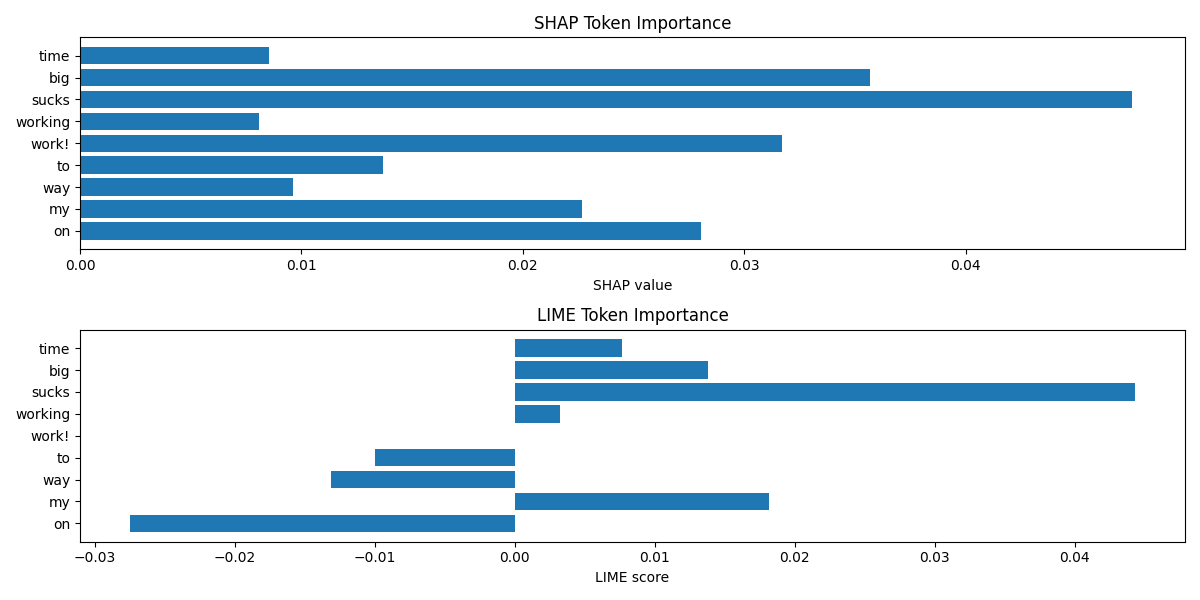 SHAP Token Importance
time
big
sucks
working
work!
to
way
my
on
0.00 0.01 0.02 0.03 0.04
SHAP value
LIME Token Importance
time
big
sucks
working
work!
to
way
my
on
−0.03 −0.02 −0.01 0.00 0.01 0.02 0.03 0.04
LIME score